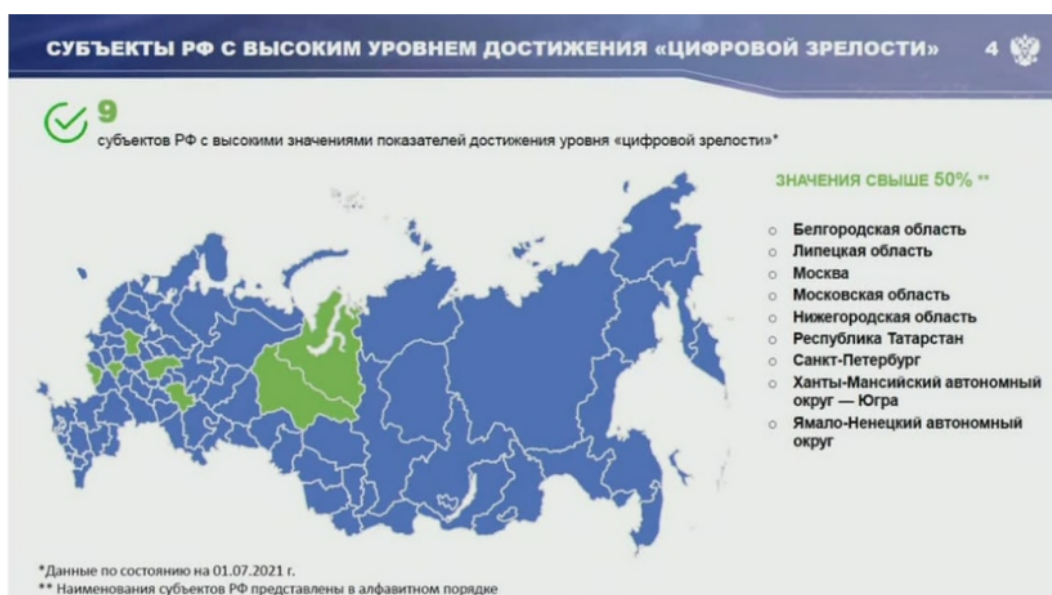 СУБЪЕКТЫ РФ С ВЫСОКИМ УРОВНЕМ ДОСТИЖЕНИЯ «ЦИФРОВОЙ ЗРЕЛОСТИ» 4
9
субъектов РФ с высокими значениями показателей достижения уровня «цифровой зрелости»*
ЗНАЧЕНИЯ СВЫШЕ 50% **
Белгородская область
Липецкая область
Москва
Московская область
Нижегородская область
Республика Татарстан
Санкт-Петербург
Ханты-Мансийский автономный
округ — Югра
Ямало-Ненецкий автономный
округ
*Данные по состоянию на 01.07.2021 г.
** Наименования субъектов РФ представлены в алфавитном порядке